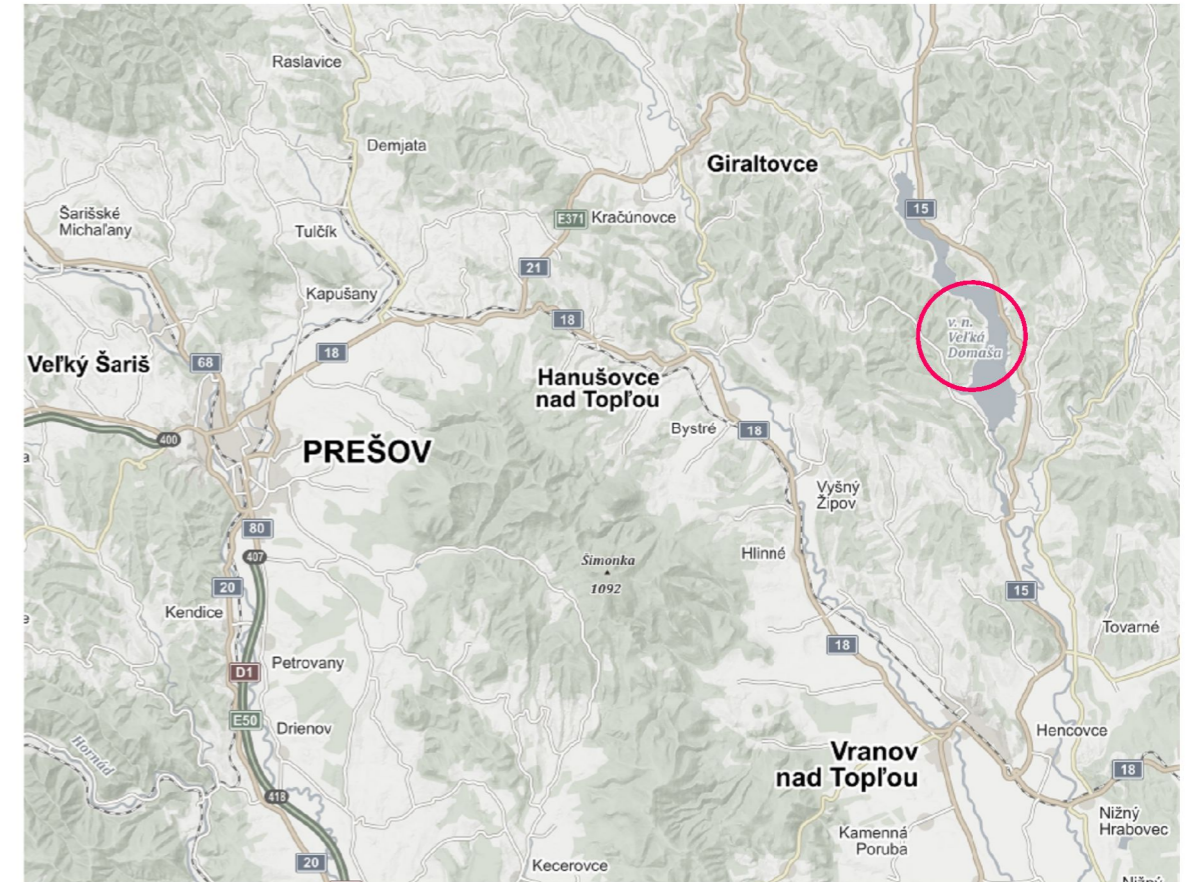 Raslavice
Demjata
Giraltovce
15
Šarišské
Michaľany
E371
Kračúnovce
Tulčík
21
Kapušany
18
v. n.
Veľká
Domaša
18
Veľký Šariš
68
Hanušovce
nad Topľou
Bystré
18
400
PREŠOV
Vyšný
Žipov
80
Hlinné
407
Šimonka
1092
20
15
Kendice
Tovarné
18
Petrovany
D1
E50
Drienov
Hencovce
Hornád
Vranov
nad Topľou
18
418
Nižný
Hrabovec
Kamenná
Poruba
20
Kecerovce